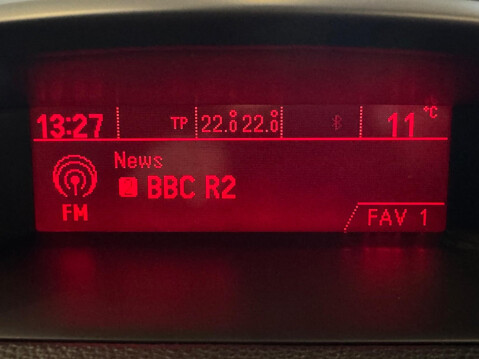 13:27 TP 22.0 22.0 11°C
News
BBC R2
FM
FAV 1